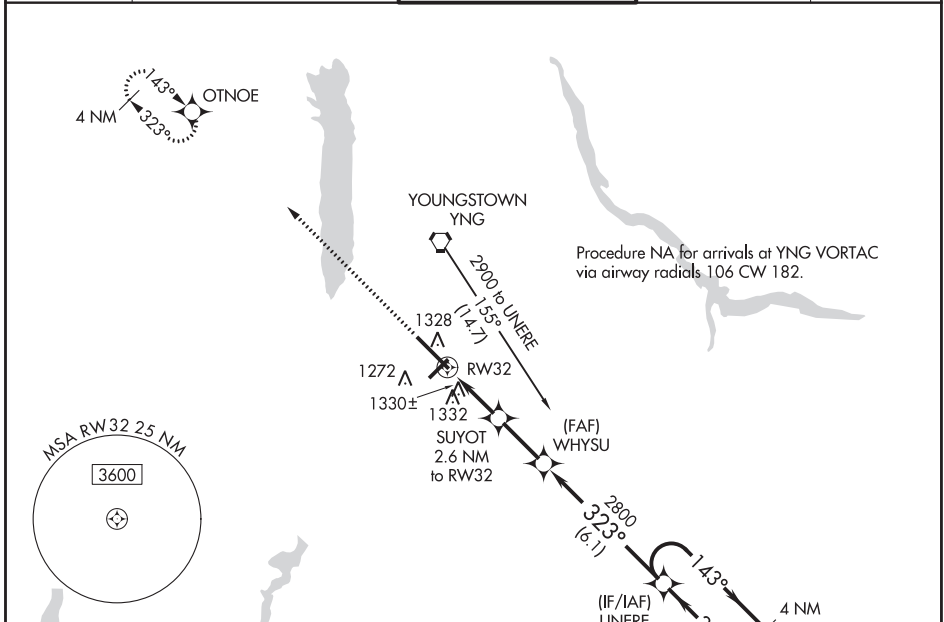 143°
OTNOE
4 NM
323°
YOUNGSTOWN
YNG
2900 to UNERE
155°
(14.7)
Procedure NA for arrivals at YNG VORTAC
via airway radials 106 CW 182.
1328
RW32
1272
1330±
1332
SUYOT
2.6 NM
to RW32
(FAF)
WHYSU
MSA RW32 25 NM
3600
2800
323°
(6.1)
143°
4 NM
(IF/IAF)
UNERE